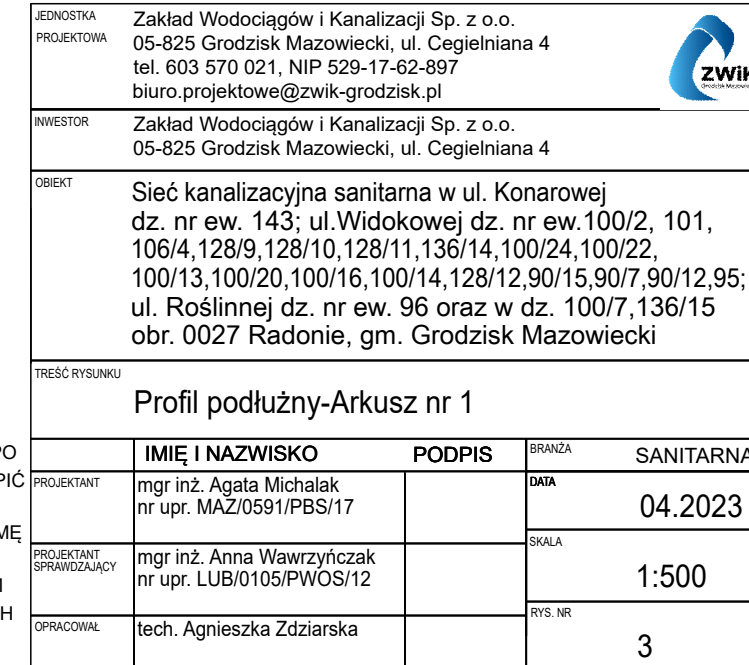 JEDNOSTKA
PROJEKTOWA
Zakład Wodociągów i Kanalizacji Sp. z o.o.
05-825 Grodzisk Mazowiecki, ul. Cegielniana 4
tel. 603 570 021, NIP 529-17-62-897
biuro.projektowe@zwik-grodzisk.pl
ZWiK
INWESTOR
Zakład Wodociągów i Kanalizacji Sp. z o.o.
05-825 Grodzisk Mazowiecki, ul. Cegielniana 4
OBIEKT
Sieć kanalizacyjna sanitarna w ul. Konarowej
dz. nr ew. 143; ul.Widokowej dz. nr ew.100/2, 101,
106/4,128/9,128/10,128/11,136/14,100/24,100/22,
100/13,100/20,100/16,100/14,128/12,90/15,90/7,90/12,95;
ul. Roślinnej dz. nr ew. 96 oraz w dz. 100/7,136/15
obr. 0027 Radonie, gm. Grodzisk Mazowiecki
TREŚĆ RYSUNKU
Profil podłużny-Arkusz nr 1
IMIĘ I NAZWISKO PODPIS BRANŻA SANITARNA
PROJEKTANT
mgr inż. Agata Michalak
nr upr. MAZ/0591/PBS/17
DATA
04.2023
PROJEKTANT
SPRAWDZAJĄCY
mgr inż. Anna Wawrzyńczak
nr upr. LUB/0105/PWOS/12
SKALA
1:500
OPRACOWAŁ
tech. Agnieszka Zdziarska
RYS. NR
3